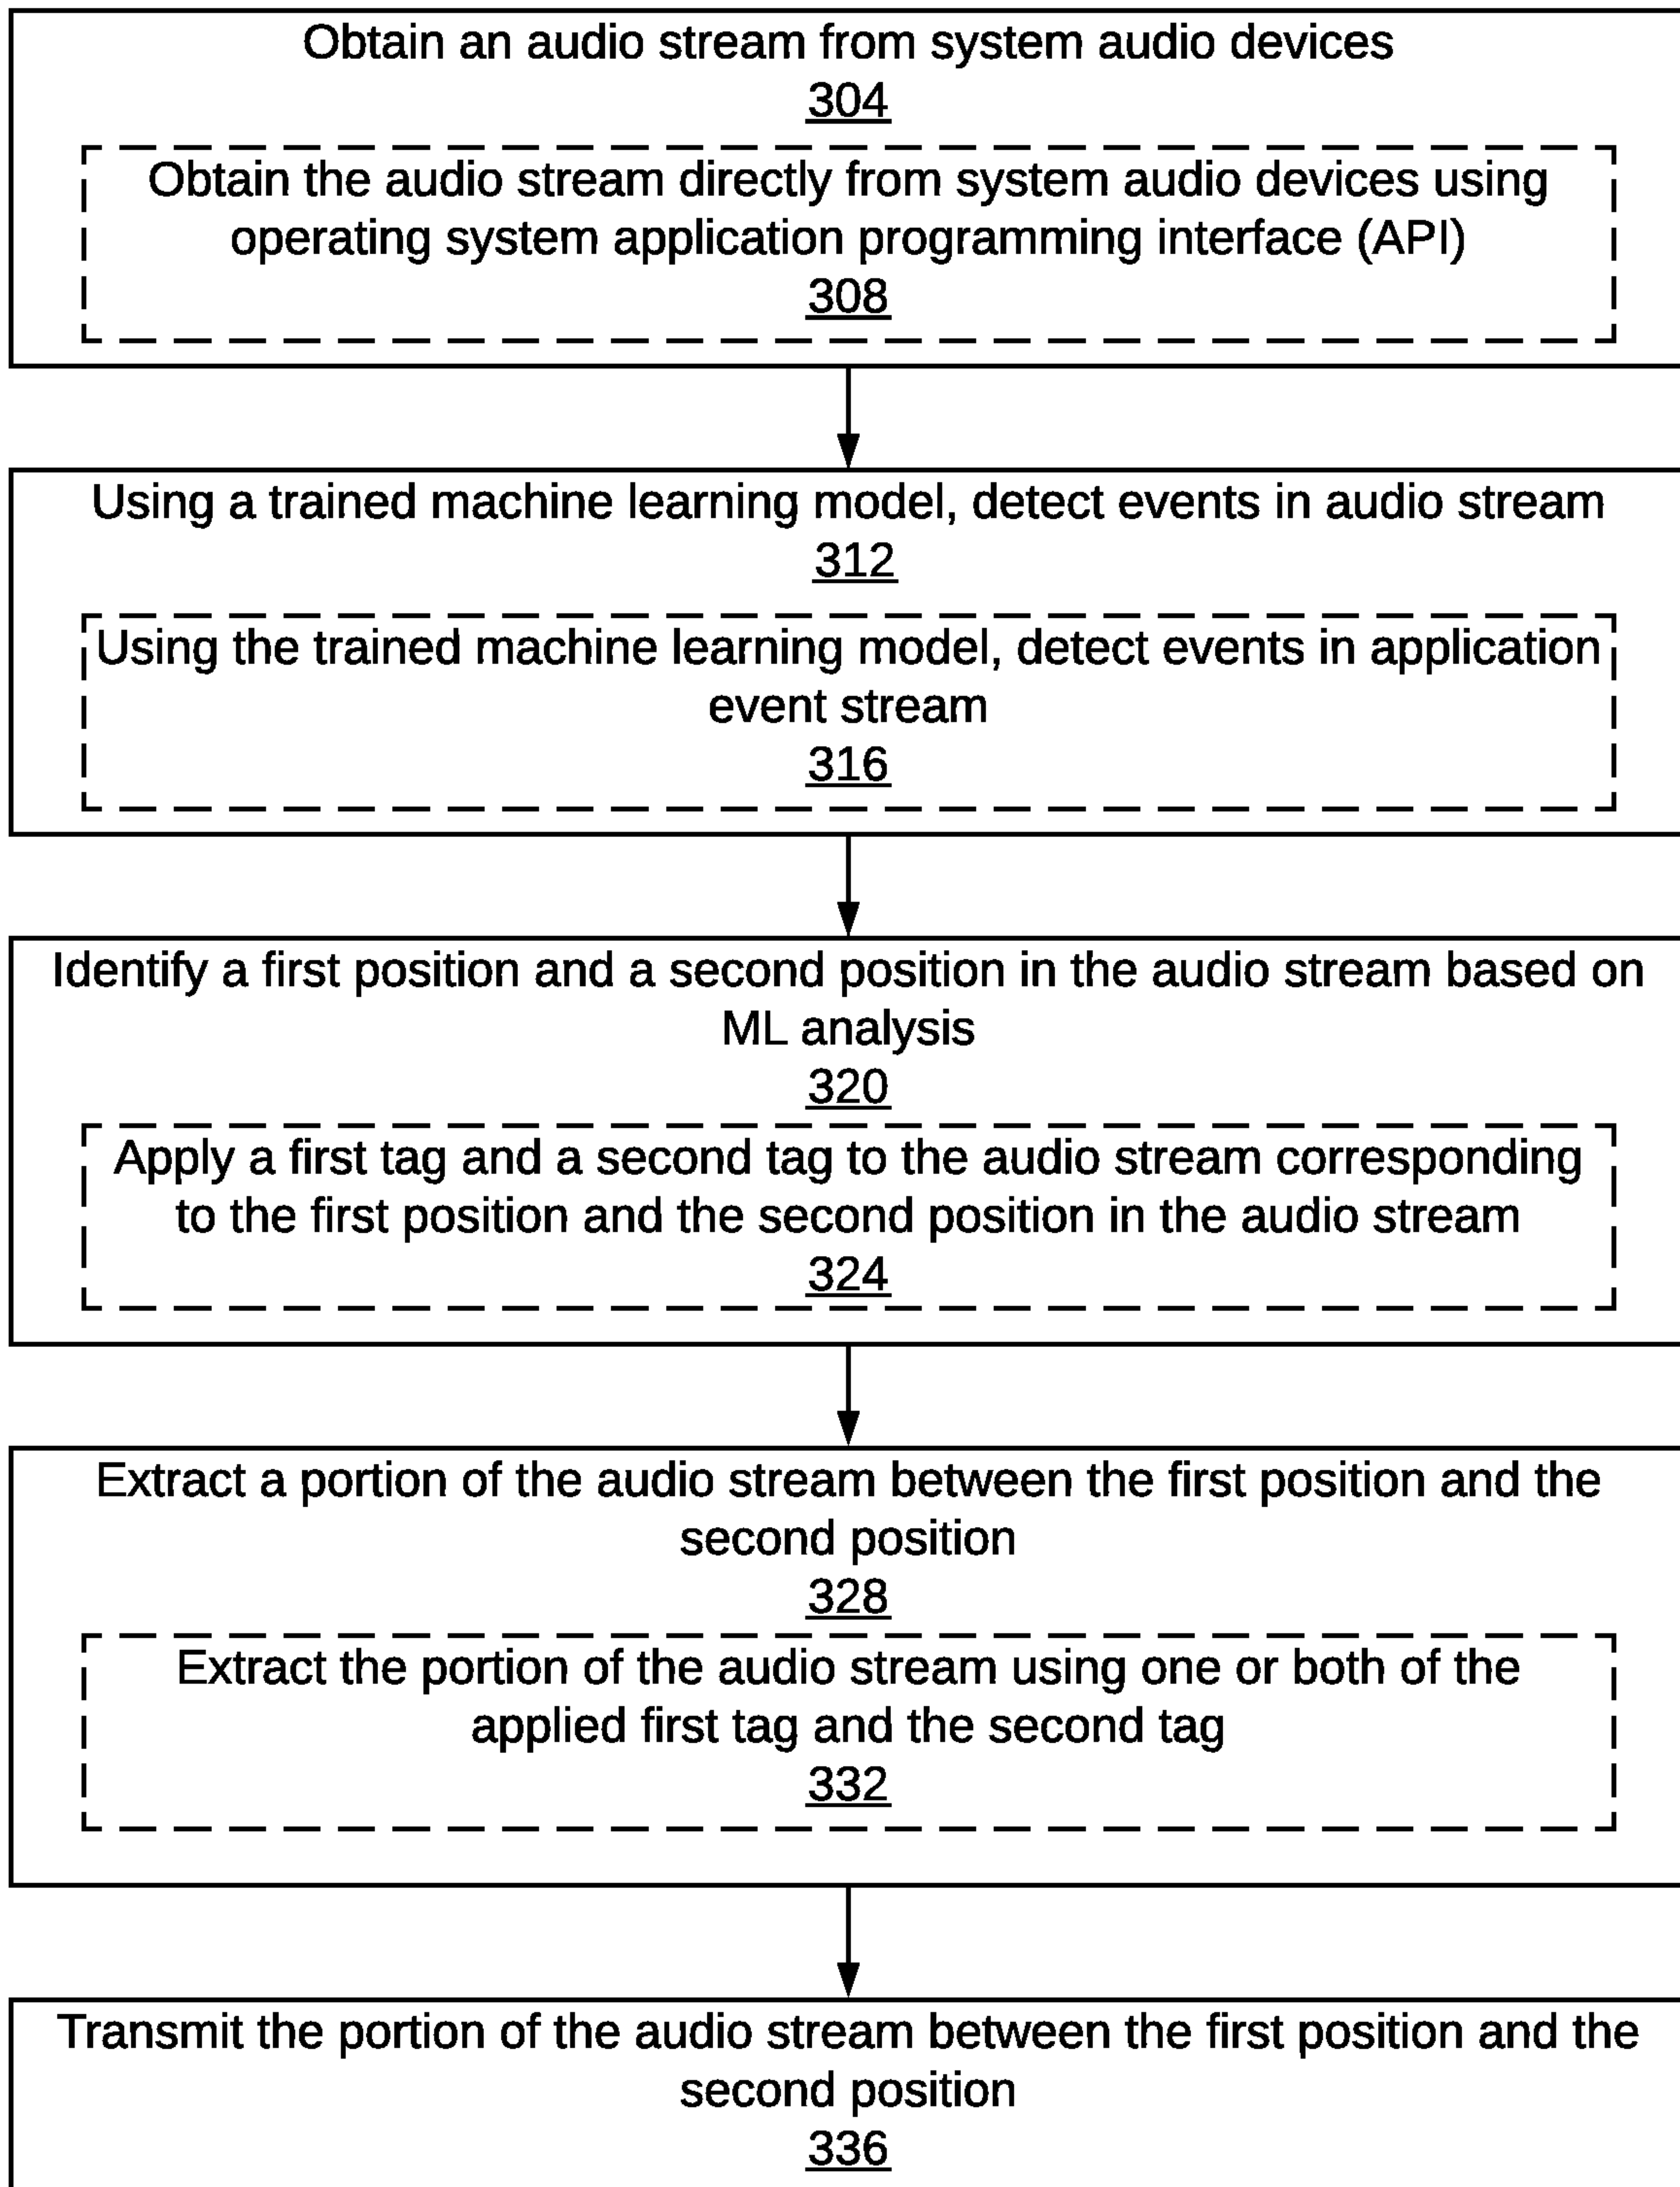 Obtain an audio stream from system audio devices
304
Obtain the audio stream directly from system audio devices using
operating system application programming interface (API)
308
Using a trained machine learning model, detect events in audio stream
312
Using the trained machine learning model, detect events in application
event stream
316
Identify a first position and a second position in the audio stream based on
ML analysis
320
Apply a first tag and a second tag to the audio stream corresponding
to the first position and the second position in the audio stream
324
Extract a portion of the audio stream between the first position and the
second position
328
Extract the portion of the audio stream using one or both of the
applied first tag and the second tag
332
Transmit the portion of the audio stream between the first position and the
second position
336